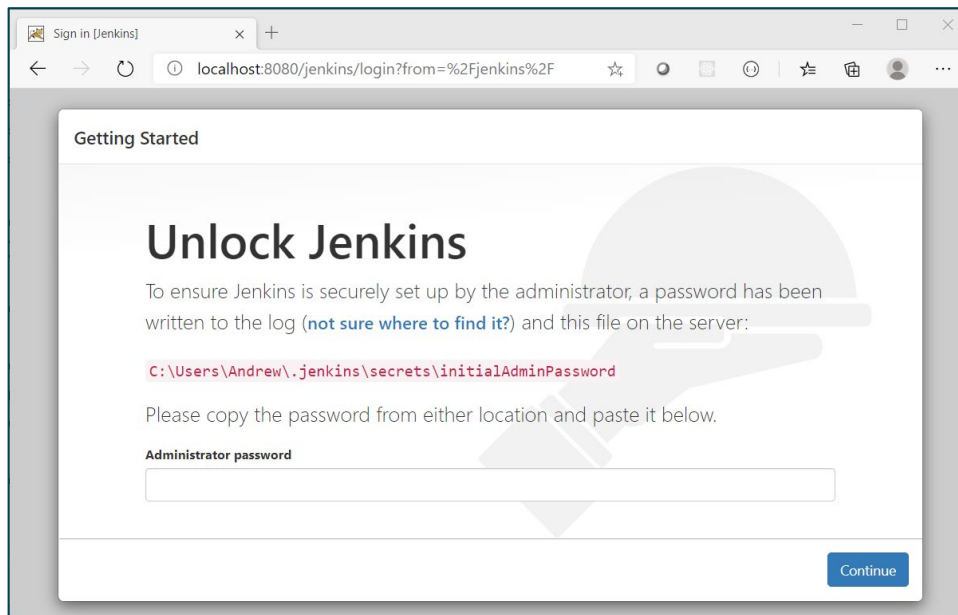 Sign in [Jenkins]
localhost:8080/jenkins/login?from=%2Fjenkins%2F
Getting Started
Unlock Jenkins
To ensure Jenkins is securely set up by the administrator, a password has been
written to the log (not sure where to find it?) and this file on the server:
C:\Users\Andrew\.jenkins\secrets\initialAdminPassword
Please copy the password from either location and paste it below.
Administrator password
Continue